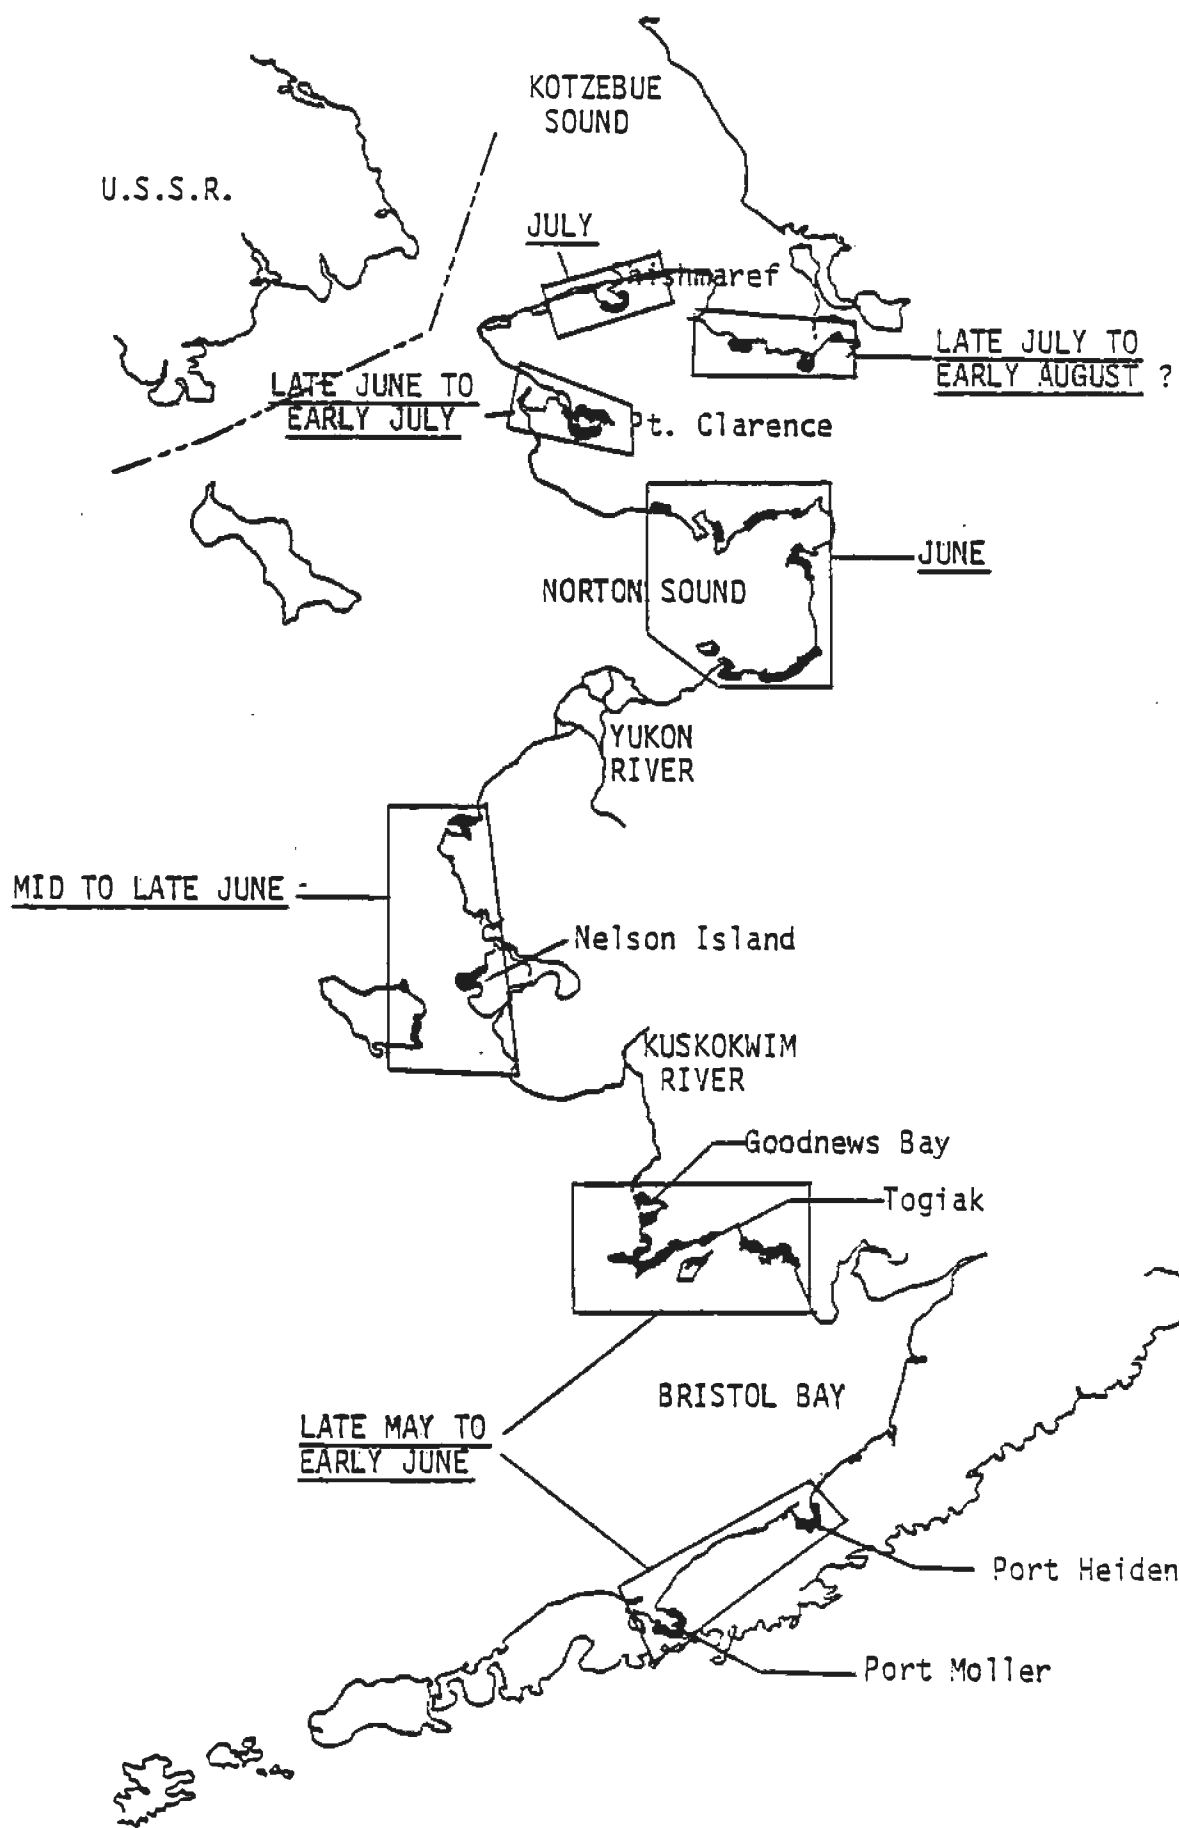 KOTZEBUE
SOUND
U.S.S.R.
JULY
Shishmaref
LATE JULY TO
EARLY AUGUST ?
LATE JUNE TO
EARLY JULY
Pt. Clarence
JUNE
NORTON SOUND
YUKON
RIVER
MID TO LATE JUNE
Nelson Island
KUSKOKWIM
RIVER
Goodnews Bay
Togiak
BRISTOL BAY
LATE MAY TO
EARLY JUNE
Port Heiden
Port Moller